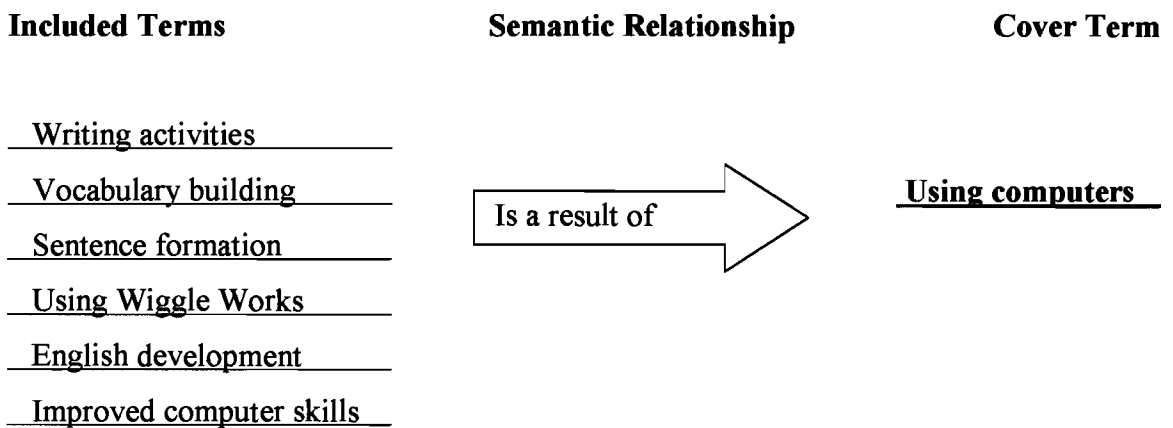 Included Terms Semantic Relationship Cover Term
Writing activities
Vocabulary building
Sentence formation
Using Wiggle Works
English development
Improved computer skills
Is a result of
Using computers